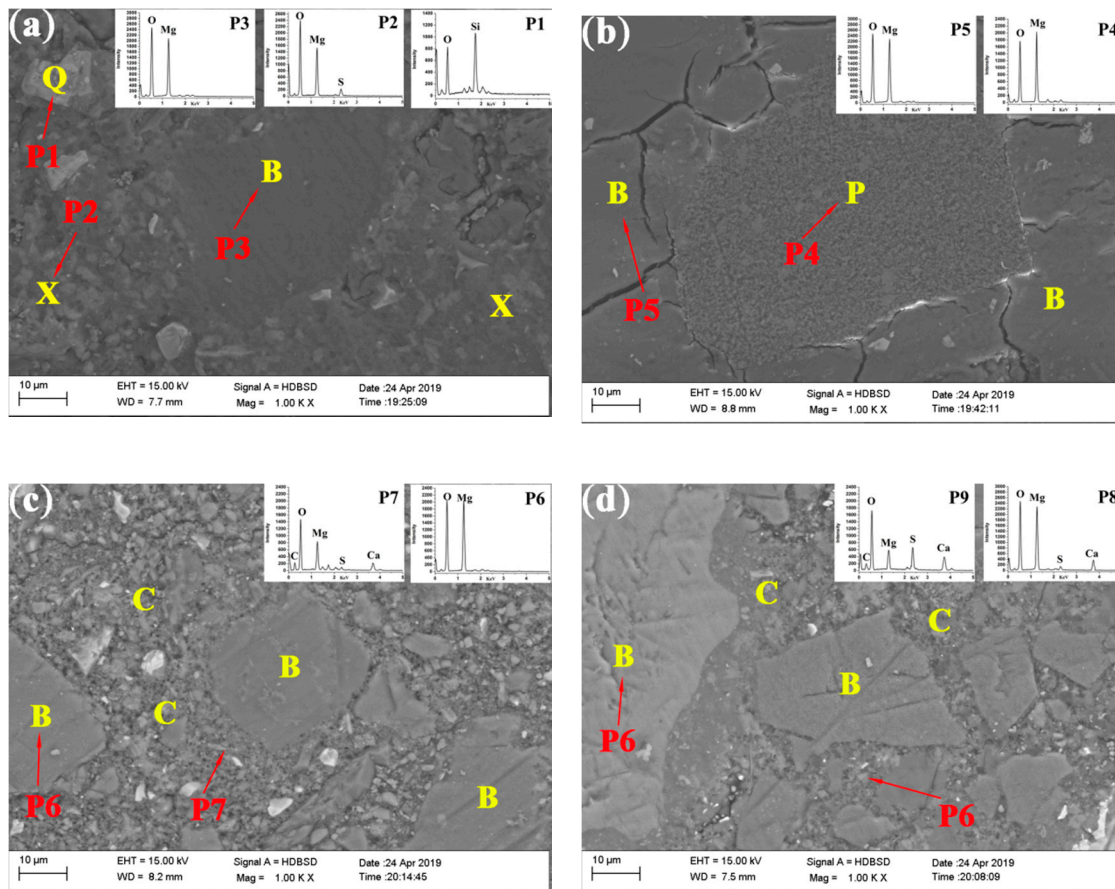 (a)
P3
O
Mg
P2
O
Mg
S
P1
O
Si
Q
P1
P2
X
B
P3
X
10 µm
EHT = 15.00 kV
Signal A = HDBSD
Date :24 Apr 2019
WD = 7.7 mm
Mag = 1.00 K X
Time :19:25:09
(b)
P5
O
Mg
P4
O
Mg
B
P
P4
P5
B
10 µm
EHT = 15.00 kV
Signal A = HDBSD
Date :24 Apr 2019
WD = 8.8 mm
Mag = 1.00 K X
Time :19:42:11
(c)
P7
O
Mg
C
S
Ca
P6
O
Mg
C
B
B
C
P6
P7
B
10 µm
EHT = 15.00 kV
Signal A = HDBSD
Date :24 Apr 2019
WD = 8.2 mm
Mag = 1.00 K X
Time :20:14:45
(d)
P9
O
Mg
C
S
Ca
P8
O
Mg
S
Ca
C
C
B
B
P6
P6
10 µm
EHT = 15.00 kV
Signal A = HDBSD
Date :24 Apr 2019
WD = 7.5 mm
Mag = 1.00 K X
Time :20:08:09